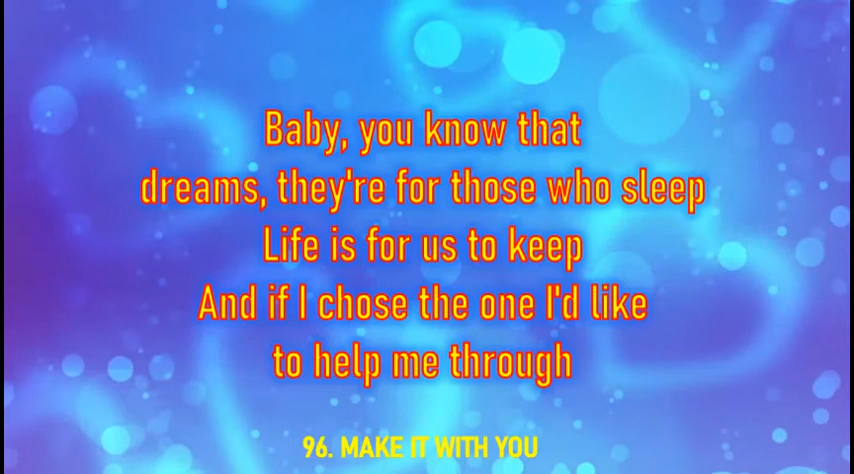 Baby, you know that
dreams, they're for those who sleep
Life is for us to keep
And if I chose the one I'd like
to help me through
96. MAKE IT WITH YOU